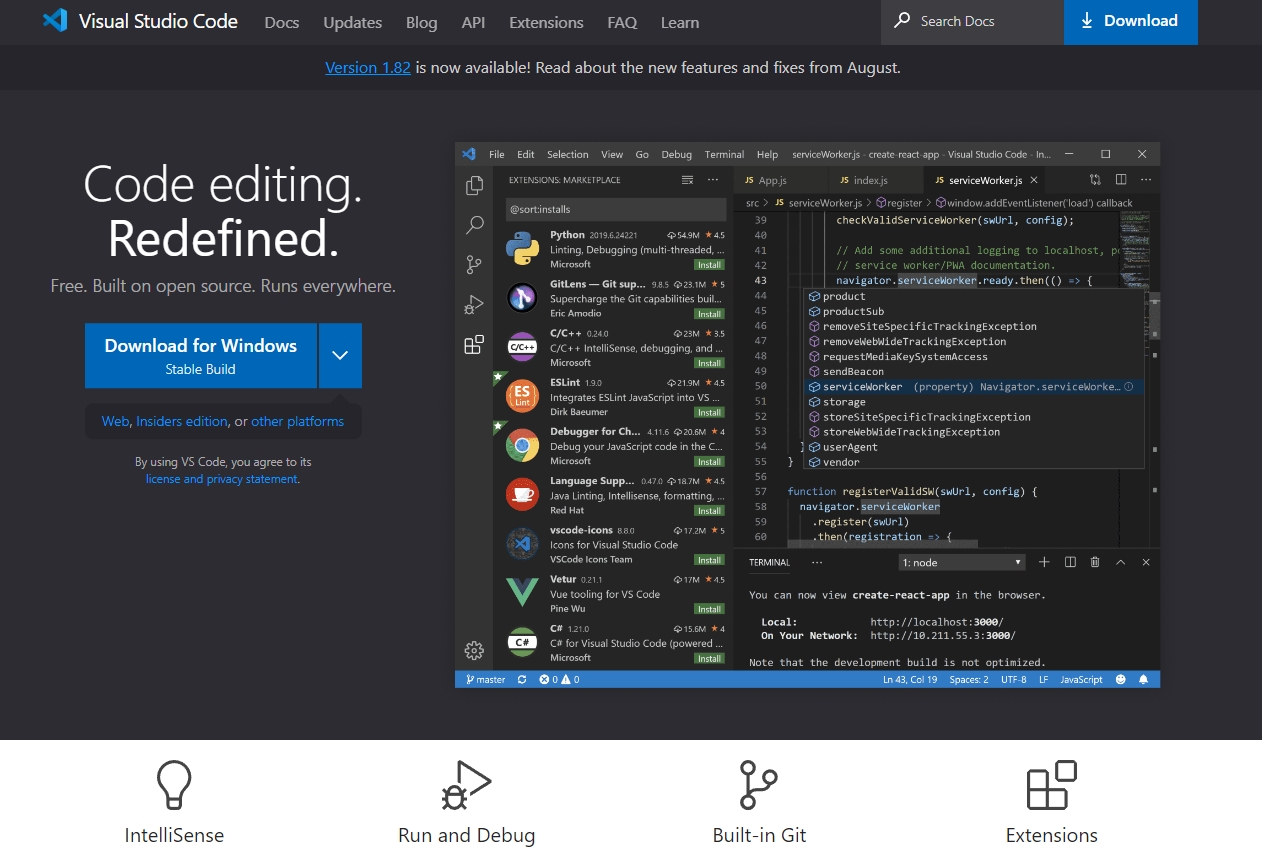 Visual Studio Code Docs Updates Blog API Extensions FAQ Learn Search Docs Download
Version 1.82 is now available! Read about the new features and fixes from August.
Code editing.
Redefined.
Free. Built on open source. Runs everywhere.
Download for Windows
Stable Build
Web, Insiders edition, or other platforms
By using VS Code, you agree to its
license and privacy statement.
File Edit Selection View Go Debug Terminal Help serviceWorker.js - create-react-app - Visual Studio Code - In...
EXTENSIONS: MARKETPLACE
@sort:installs
Python 2019.6.24221 54.9M 4.5
Linting, Debugging (multi-threaded, ...
Microsoft Install
GitLens — Git sup... 9.8.5 23.1M 5
Supercharge the Git capabilities buil...
Eric Amodio Install
C/C++
C/C++ 0.24.0 23M 3.5
C/C++ IntelliSense, debugging, and ...
Microsoft Install
ES
Lint
ESLint 1.9.0 21.9M 4.5
Integrates ESLint JavaScript into VS ...
Dirk Baeumer Install
Debugger for Ch... 4.11.6 20.6M 4
Debug your JavaScript code in the C...
Microsoft Install
Language Supp... 0.47.0 18.7M 4.5
Java Linting, Intellisense, formatting, ...
Red Hat Install
vscode-icons 8.8.0 17.2M 5
Icons for Visual Studio Code
VSCode Icons Team Install
Vetur 0.21.1 17M 4.5
Vue tooling for VS Code
Pine Wu Install
C#
C# 1.21.0 15.6M 4
C# for Visual Studio Code (powered ...
Microsoft Install
JS App.js JS index.js JS serviceWorker.js
src > JS serviceWorker.js > register > window.addEventListener('load') callback
39 checkValidServiceWorker(swUrl, config);
40
41 // Add some additional logging to localhost, p
42 // service worker/PWA documentation.
43 navigator.serviceWorker.ready.then(() => {
44 product
45 productSub
46 removeSiteSpecificTrackingException
47 removeWebWideTrackingException
48 requestMediaKeySystemAccess
49 sendBeacon
50 serviceWorker (property) Navigator.serviceWorke...
51 storage
52 storeSiteSpecificTrackingException
53 storeWebWideTrackingException
54 } userAgent
55 } vendor
56
57 function registerValidSW(swUrl, config) {
58 navigator.serviceWorker
59 .register(swUrl)
60 .then(registration => {
TERMINAL ... 1: node
You can now view create-react-app in the browser.
Local: http://localhost:3000/
On Your Network: http://10.211.55.3:3000/
Note that the development build is not optimized.
master 0 0 Ln 43, Col 19 Spaces: 2 UTF-8 LF JavaScript
IntelliSense Run and Debug Built-in Git Extensions